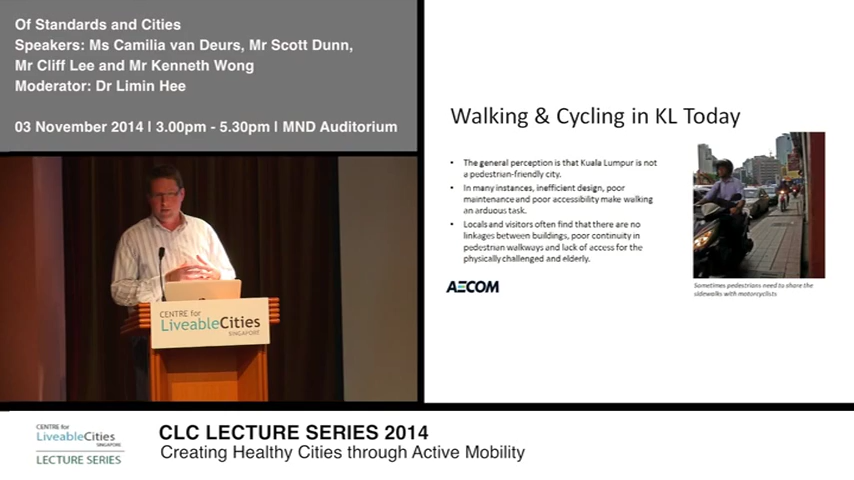 Of Standards and Cities
Speakers: Ms Camilia van Deurs, Mr Scott Dunn,
Mr Cliff Lee and Mr Kenneth Wong
Moderator: Dr Limin Hee
03 November 2014 I 3.00pm - 5.30pm I MND Auditorium
CENTRE for
LiveableCities
SINGAPORE
Walking & Cycling in KL Today
• The general perception is that Kuala Lumpur is not
a pedestrian-friendly city.
• In many instances, inefficient design, poor
maintenance and poor accessibility make walking
an arduous task.
• Locals and visitors often find that there are no
linkages between buildings, poor continuity in
pedestrian walkways and lack of access for the
physically challenged and elderly.
AECOM
Sometimes pedestrians need to share the
sidewalks with motorcyclists
CENTRE for
LiveableCities
SINGAPORE
LECTURE SERIES
CLC LECTURE SERIES 2014
Creating Healthy Cities through Active Mobility